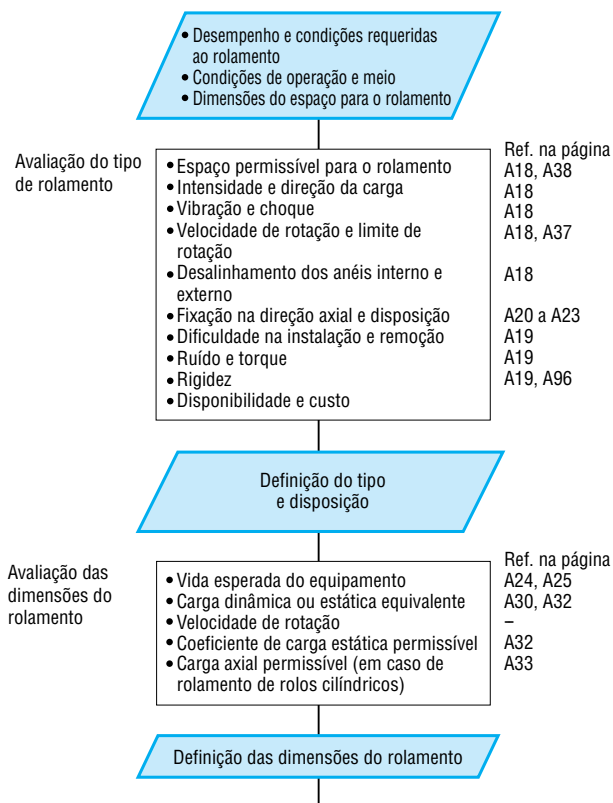 • Desempenho e condições requeridas
ao rolamento
• Condições de operação e meio
• Dimensões do espaço para o rolamento
Avaliação do tipo
de rolamento
Ref. na página
• Espaço permissível para o rolamento A18, A38
• Intensidade e direção da carga A18
• Vibração e choque A18
• Velocidade de rotação e limite de A18, A37
rotação
• Desalinhamento dos anéis interno e A18
externo
• Fixação na direção axial e disposição A20 a A23
• Dificuldade na instalação e remoção A19
• Ruído e torque A19
• Rigidez A19, A96
• Disponibilidade e custo
Definição do tipo
e disposição
Avaliação das
dimensões do
rolamento
Ref. na página
• Vida esperada do equipamento A24, A25
• Carga dinâmica ou estática equivalente A30, A32
• Velocidade de rotação –
• Coeficiente de carga estática permissível A32
• Carga axial permissível (em caso de A33
rolamento de rolos cilíndricos)
Definição das dimensões do rolamento